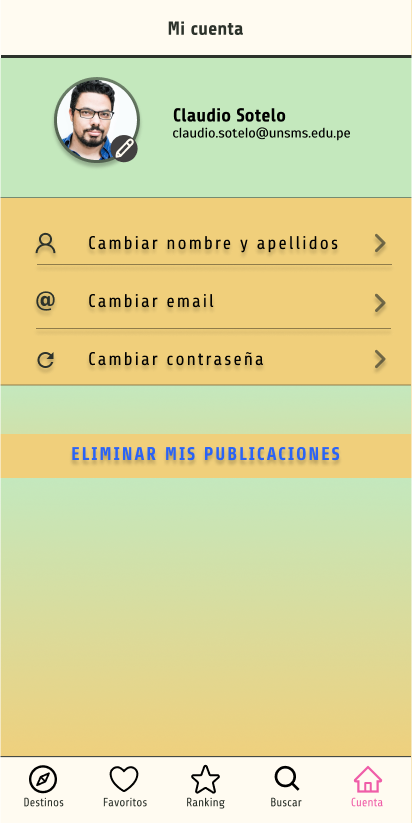 Mi cuenta
Claudio Sotelo
claudio.sotelo@unsms.edu.pe
Cambiar nombre y apellidos
@ Cambiar email
Cambiar contraseña
ELIMINAR MIS PUBLICACIONES
Destinos Favoritos Ranking Buscar Cuenta